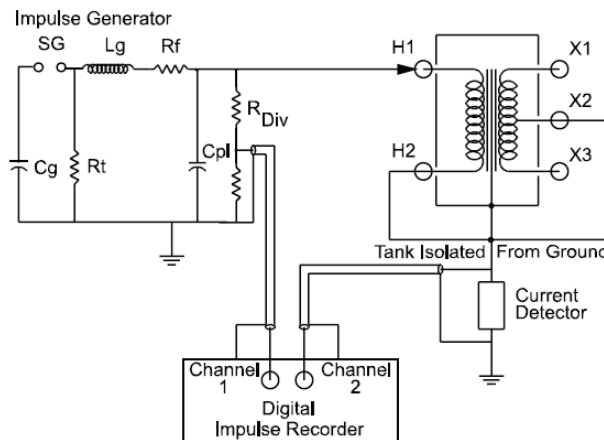 Impulse Generator
SG Lg Rf
H1
X1
R Div
X2
Cg Rt Cpl
H2
X3
Tank Isolated From Ground
Current
Detector
Channel
1
Channel
2
Digital
Impulse Recorder